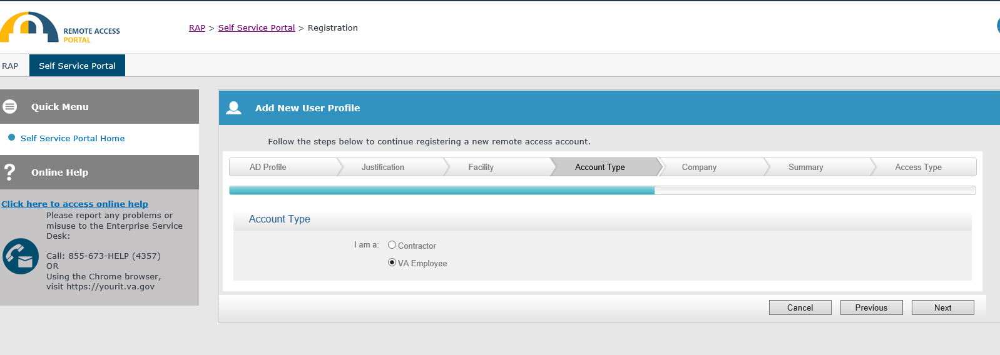 REMOTE ACCESS
PORTAL
RAP > Self Service Portal > Registration
RAP
Self Service Portal
Quick Menu
Self Service Portal Home
? Online Help
Click here to access online help
Please report any problems or
misuse to the Enterprise Service
Desk:
Call: 855-673-HELP (4357)
OR
Using the Chrome browser,
visit https://yourit.va.gov
Add New User Profile
Follow the steps below to continue registering a new remote access account.
AD Profile Justification Facility Account Type Company Summary Access Type
Account Type
I am a: Contractor
VA Employee
Cancel Previous Next